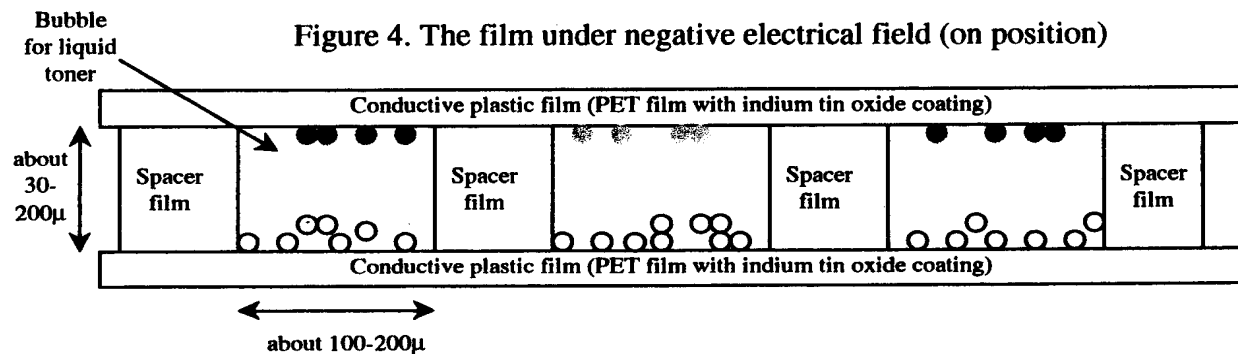 Figure 4. The film under negative electrical field (on position)
Bubble
for liquid
toner
Conductive plastic film (PET film with indium tin oxide coating)
about
30-
200μ
Spacer
film
Spacer
film
Spacer
film
Spacer
film
Conductive plastic film (PET film with indium tin oxide coating)
about 100-200μ